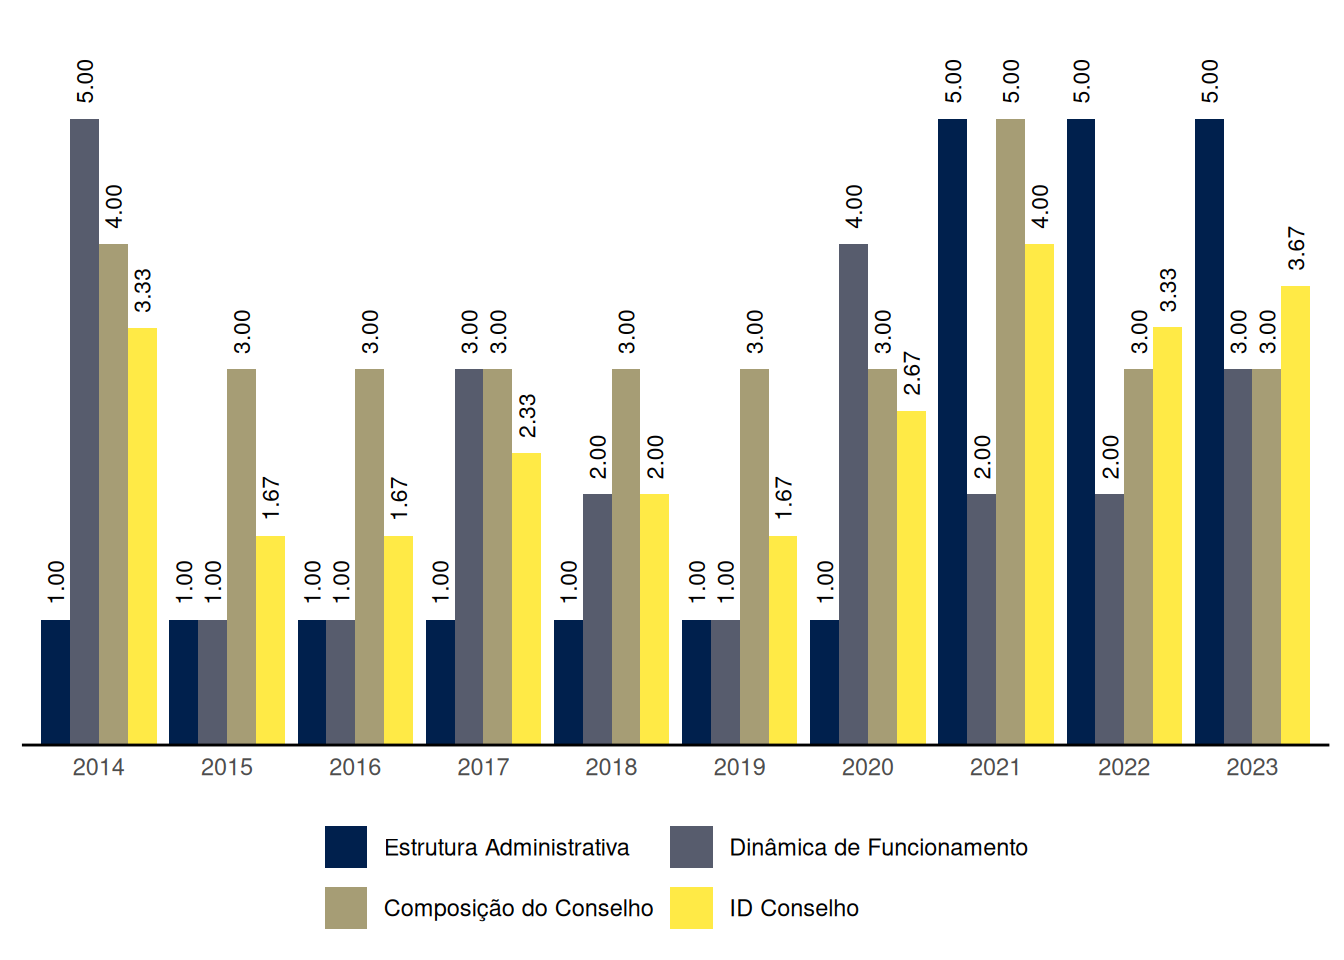 1.00 5.00 4.00 3.33
1.00 1.00 3.00 1.67
1.00 1.00 3.00 1.67
1.00 3.00 3.00 2.33
1.00 2.00 3.00 2.00
1.00 1.00 3.00 1.67
1.00 4.00 3.00 2.67
5.00 2.00 5.00 4.00
5.00 2.00 3.00 3.33
5.00 3.00 3.00 3.67
2014 2015 2016 2017 2018 2019 2020 2021 2022 2023
Estrutura Administrativa Dinâmica de Funcionamento
Composição do Conselho ID Conselho